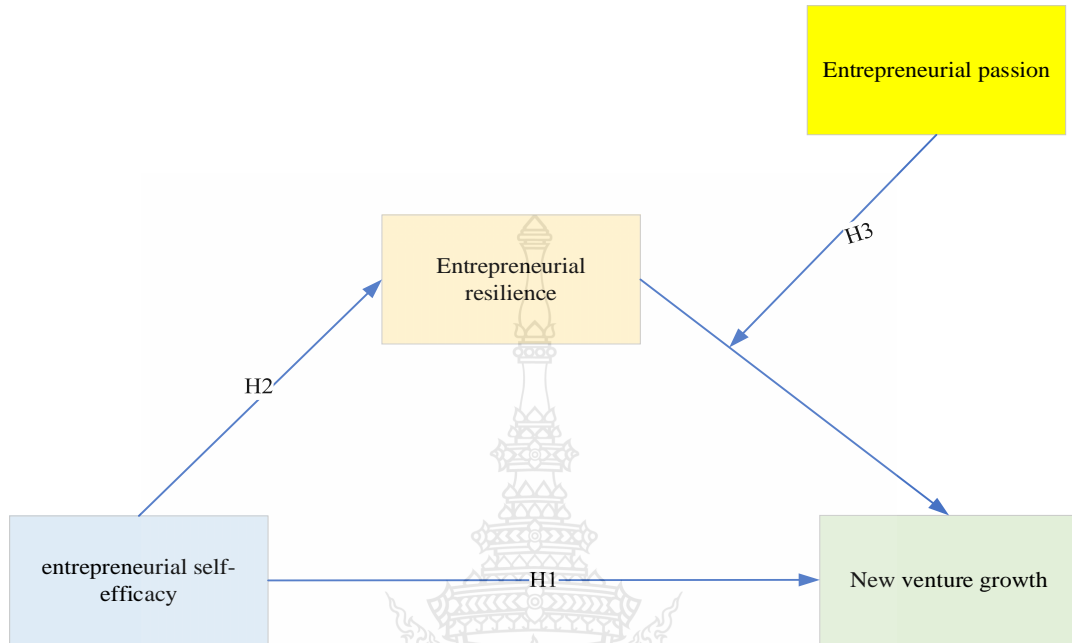 Entrepreneurial passion
H3
Entrepreneurial
resilience
H2
entrepreneurial self-
efficacy
H1
New venture growth